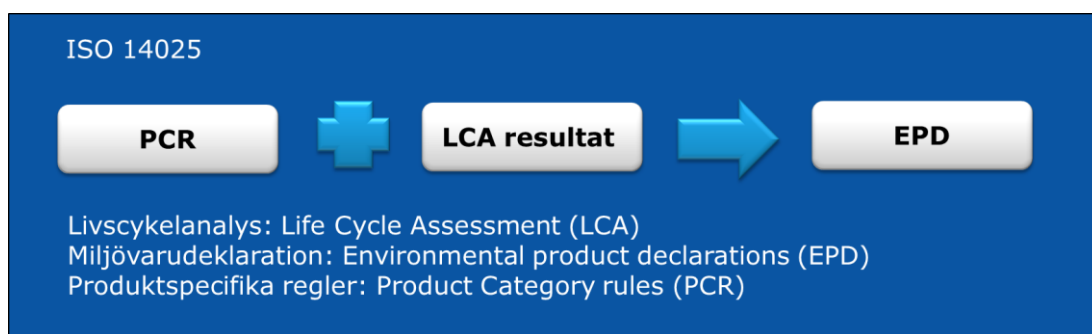 ISO 14025
PCR
LCA resultat
EPD
Livscykelanalys: Life Cycle Assessment (LCA)
Miljövarudeklaration: Environmental product declarations (EPD)
Produktspecifika regler: Product Category rules (PCR)